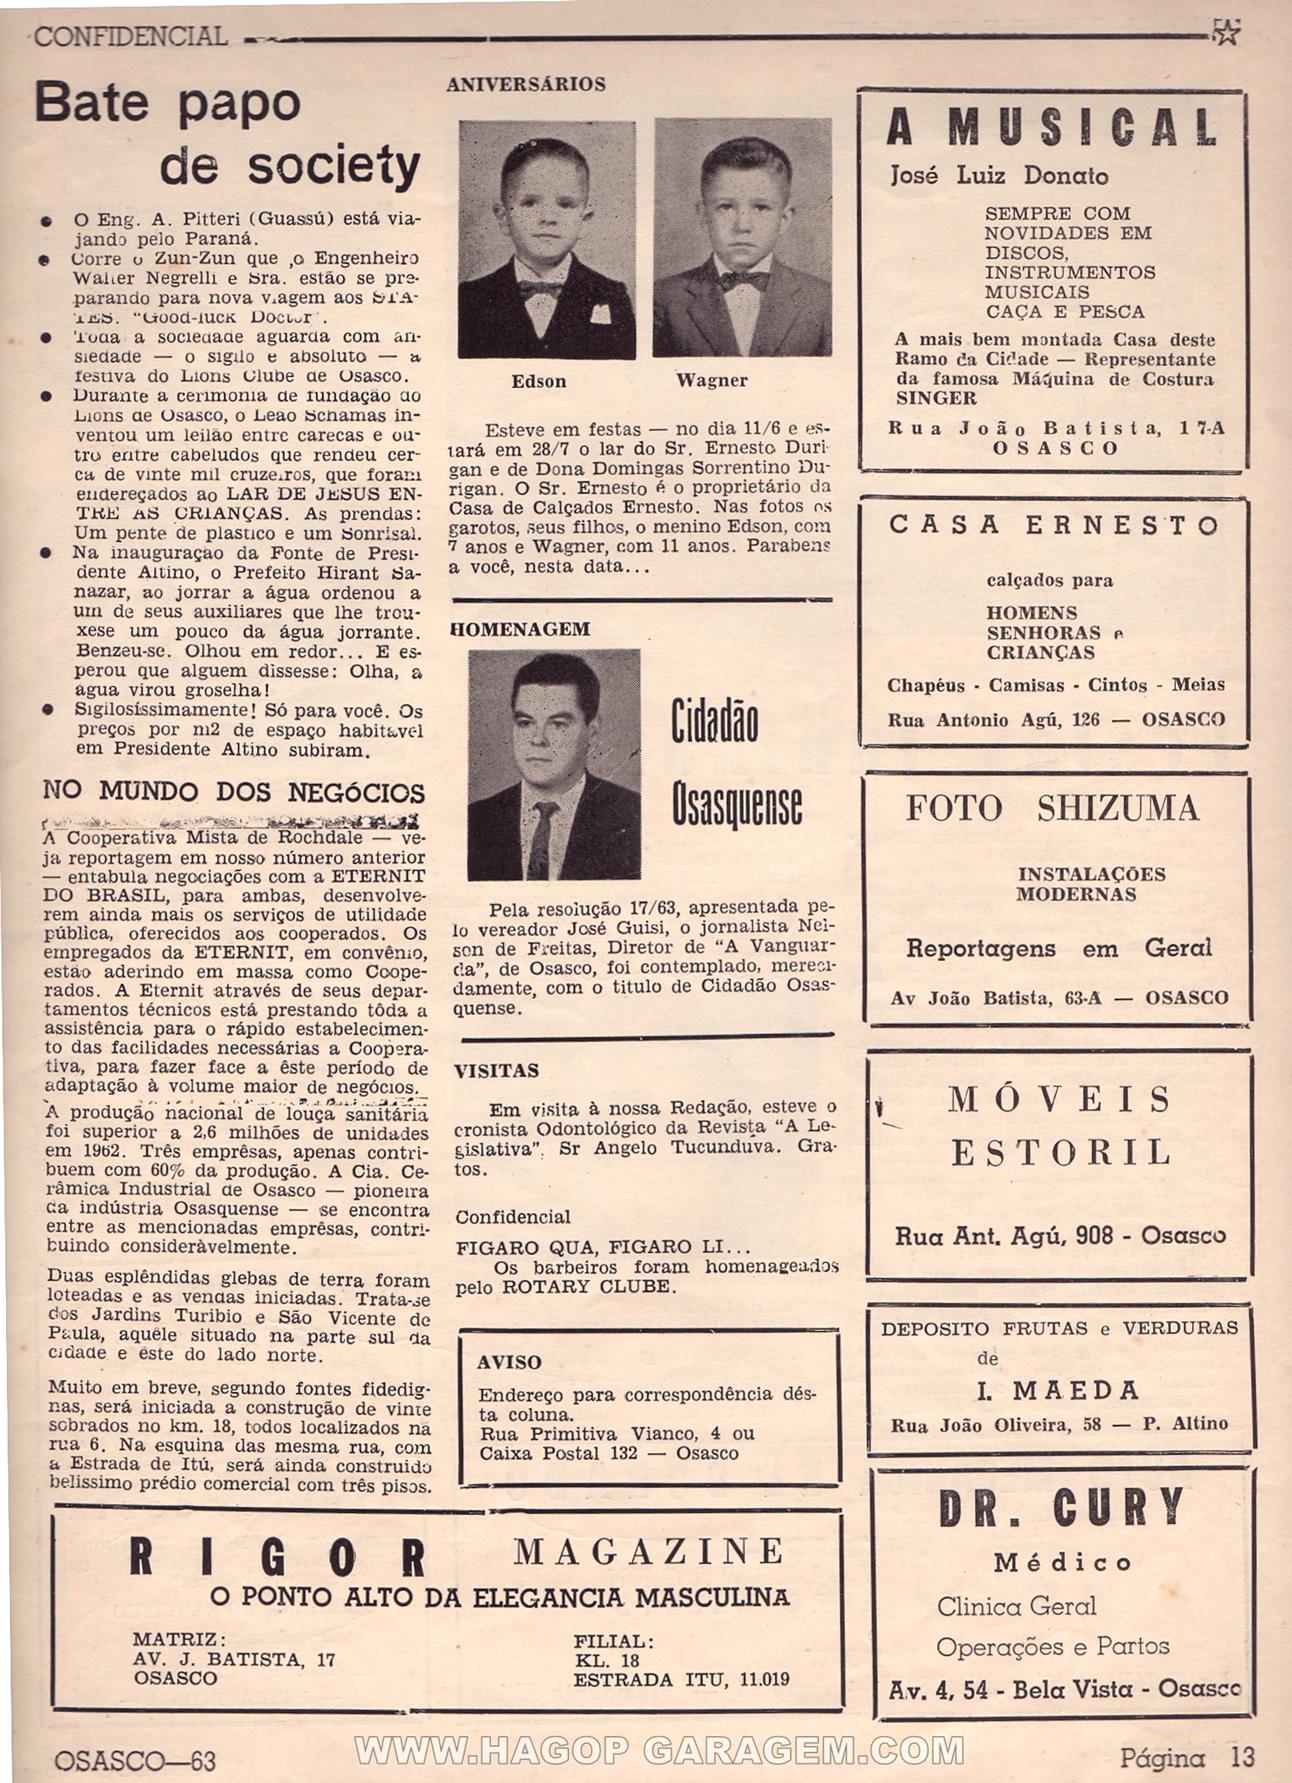 CONFIDENCIAL
Bate papo
de society
• O Eng. A. Pitteri (Guassú) está via-
jando pelo Paraná.
• Corre o Zun-Zun que o Engenheiro
Walter Negrelli e Sra. estão se pre-
parando para nova viagem aos STA-
TES. "Good-luck Doctor".
• Toda a sociedade aguarda com an-
siedade — o sigilo e absoluto — a
festiva do Lions Clube de Osasco.
• Durante a cerimonia de fundação do
Lions de Osasco, o Leão Schamas in-
ventou um leilão entre carecas e ou-
tro entre cabeludos que rendeu cer-
ca de vinte mil cruzeiros, que foram
endereçados ao LAR DE JESUS EN-
TRE AS CRIANÇAS. As prendas:
Um pente de plastico e um Sonrisal.
• Na inauguração da Fonte de Presi-
dente Altino, o Prefeito Hirant Sa-
nazar, ao jorrar a água ordenou a
um de seus auxiliares que lhe trou-
xese um pouco da água jorrante.
Benzeu-se. Olhou em redor... E es-
perou que alguem dissesse: Olha, a
água virou groselha!
• Sigilosíssimamente! Só para você. Os
preços por m2 de espaço habitavel
em Presidente Altino subiram.
NO MUNDO DOS NEGÓCIOS
A Cooperativa Mista de Rochdale — ve-
ja reportagem em nosso número anterior
— entabula negociações com a ETERNIT
DO BRASIL, para ambas, desenvolve-
rem ainda mais os serviços de utilidade
pública, oferecidos aos cooperados. Os
empregados da ETERNIT, em convênio,
estão aderindo em massa como Coope-
rados. A Eternit através de seus depar-
tamentos técnicos está prestando tôda a
assistência para o rápido estabelecimen-
to das facilidades necessárias a Coopera-
tiva, para fazer face a êste período de
adaptação à volume maior de negócios.
A produção nacional de louça sanitária
foi superior a 2,6 milhões de unidades
em 1962. Três emprêsas, apenas contri-
buem com 60% da produção. A Cia. Ce-
râmica Industrial de Osasco — pioneira
da indústria Osasquense — se encontra
entre as mencionadas emprêsas, contri-
buindo consideràvelmente.
Duas esplêndidas glebas de terra foram
loteadas e as vendas iniciadas. Trata-se
dos Jardins Turibio e São Vicente de
Paula, aquêle situado na parte sul da
cidade e êste do lado norte.
Muito em breve, segundo fontes fidedig-
nas, será iniciada a construção de vinte
sobrados no km. 18, todos localizados na
rua 6. Na esquina das mesma rua, com
a Estrada de Itú, será ainda construido
belissimo prédio comercial com três pisos.
ANIVERSÁRIOS
Edson Wagner
Esteve em festas — no dia 11/6 e es-
tará em 28/7 o lar do Sr. Ernesto Duri
gan e de Dona Domingas Sorrentino Du-
rigan. O Sr. Ernesto é o proprietário da
Casa de Calçados Ernesto. Nas fotos os
garotos, seus filhos, o menino Edson, com
7 anos e Wagner, com 11 anos. Parabens
a você, nesta data...
HOMENAGEM
Cidadão
Osasquense
Pela resolução 17/63, apresentada pe-
lo vereador José Guisi, o jornalista Nel-
son de Freitas, Diretor de "A Vanguar-
da", de Osasco, foi contemplado, mereci-
damente, com o titulo de Cidadão Osas-
quense.
VISITAS
Em visita à nossa Redação, esteve o
cronista Odontológico da Revista "A Le-
gislativa". Sr Angelo Tucunduva. Gra-
tos.
Confidencial
FIGARO QUA, FIGARO LI...
Os barbeiros foram homenageados
pelo ROTARY CLUBE.
AVISO
Endereço para correspondência dés-
ta coluna.
Rua Primitiva Vianco, 4 ou
Caixa Postal 132 — Osasco
A MUSICAL
José Luiz Donato
SEMPRE COM
NOVIDADES EM
DISCOS,
INSTRUMENTOS
MUSICAIS
CAÇA E PESCA
A mais bem montada Casa deste
Ramo da Cidade — Representante
da famosa Máquina de Costura
SINGER
Rua João Batista, 17-A
OSASCO
CASA ERNESTO
calçados para
HOMENS
SENHORAS e
CRIANÇAS
Chapéus - Camisas - Cintos - Meias
Rua Antonio Agú, 126 — OSASCO
FOTO SHIZUMA
INSTALAÇÕES
MODERNAS
Reportagens em Geral
Av João Batista, 63-A — OSASCO
MÓVEIS
ESTORIL
Rua Ant. Agú, 908 - Osasco
DEPOSITO FRUTAS e VERDURAS
de
I. MAEDA
Rua João Oliveira, 58 — P. Altino
DR. CURY
Médico
Clinica Geral
Operações e Partos
Av. 4, 54 - Bela Vista - Osasco
RIGOR MAGAZINE
O PONTO ALTO DA ELEGANCIA MASCULINA
MATRIZ:
AV. J. BATISTA, 17
OSASCO
FILIAL:
KL. 18
ESTRADA ITU, 11.019
OSASCO—63
WWW.HAGOP GARAGEM.COM
Página 13